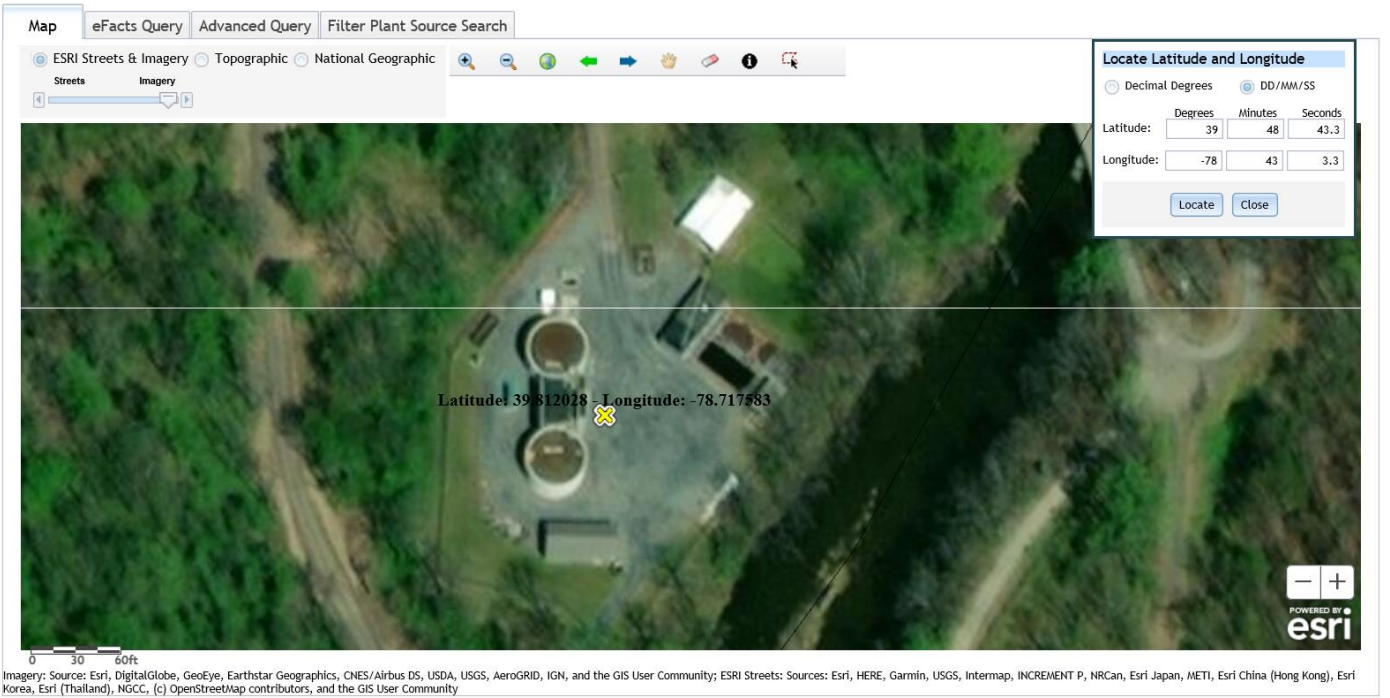 Map eFacts Query Advanced Query Filter Plant Source Search
ESRI Streets & Imagery Topographic National Geographic
Streets Imagery
Locate Latitude and Longitude
Decimal Degrees DD/MM/SS
Degrees Minutes Seconds
Latitude: 39 48 43.3
Longitude: -78 43 3.3
Locate Close
Latitude: 39.812028 - Longitude: -78.717583
POWERED BY
esri
0 30 60ft
Imagery: Source: Esri, DigitalGlobe, GeoEye, Earthstar Geographics, CNES/Airbus DS, USDA, USGS, AeroGRID, IGN, and the GIS User Community; ESRI Streets: Sources: Esri, HERE, Garmin, USGS, Intermap, INCREMENT P, NRCan, Esri Japan, METI, Esri China (Hong Kong), Esri
Korea, Esri (Thailand), NGCC, (c) OpenStreetMap contributors, and the GIS User Community